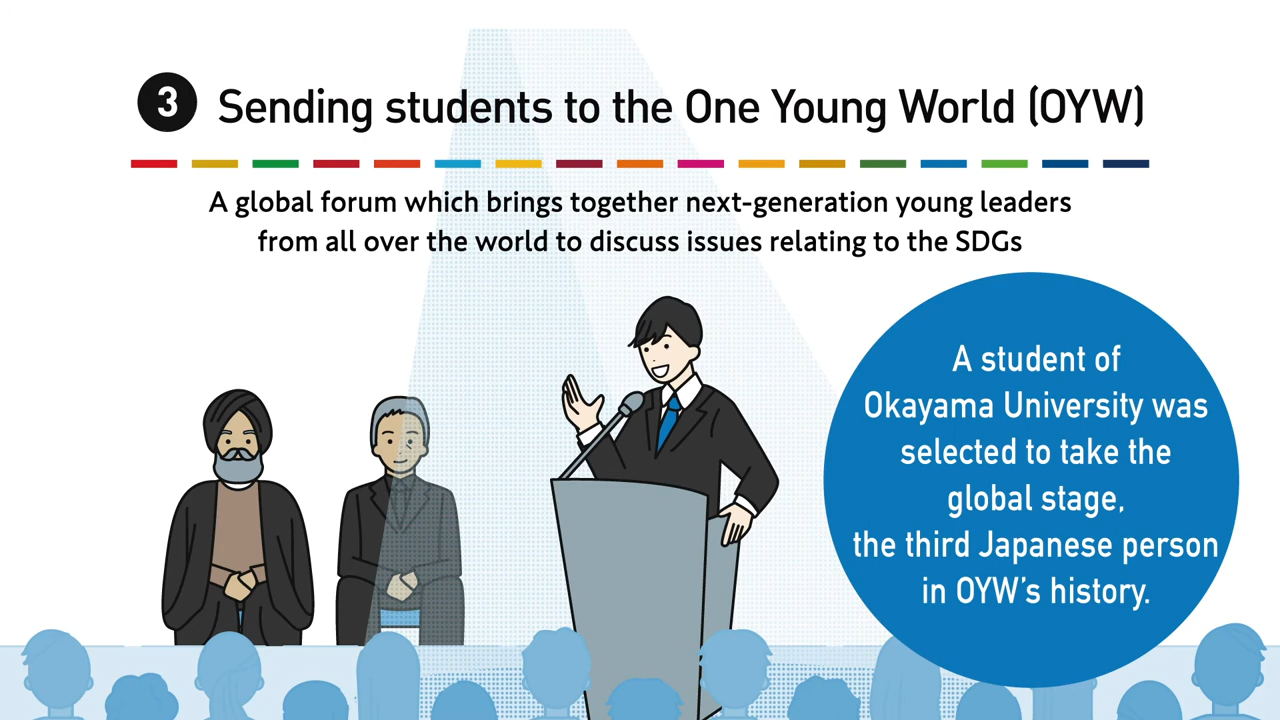 3 Sending students to the One Young World (OYW)
A global forum which brings together next-generation young leaders
from all over the world to discuss issues relating to the SDGs
A student of
Okayama University was
selected to take the
global stage,
the third Japanese person
in OYW's history.